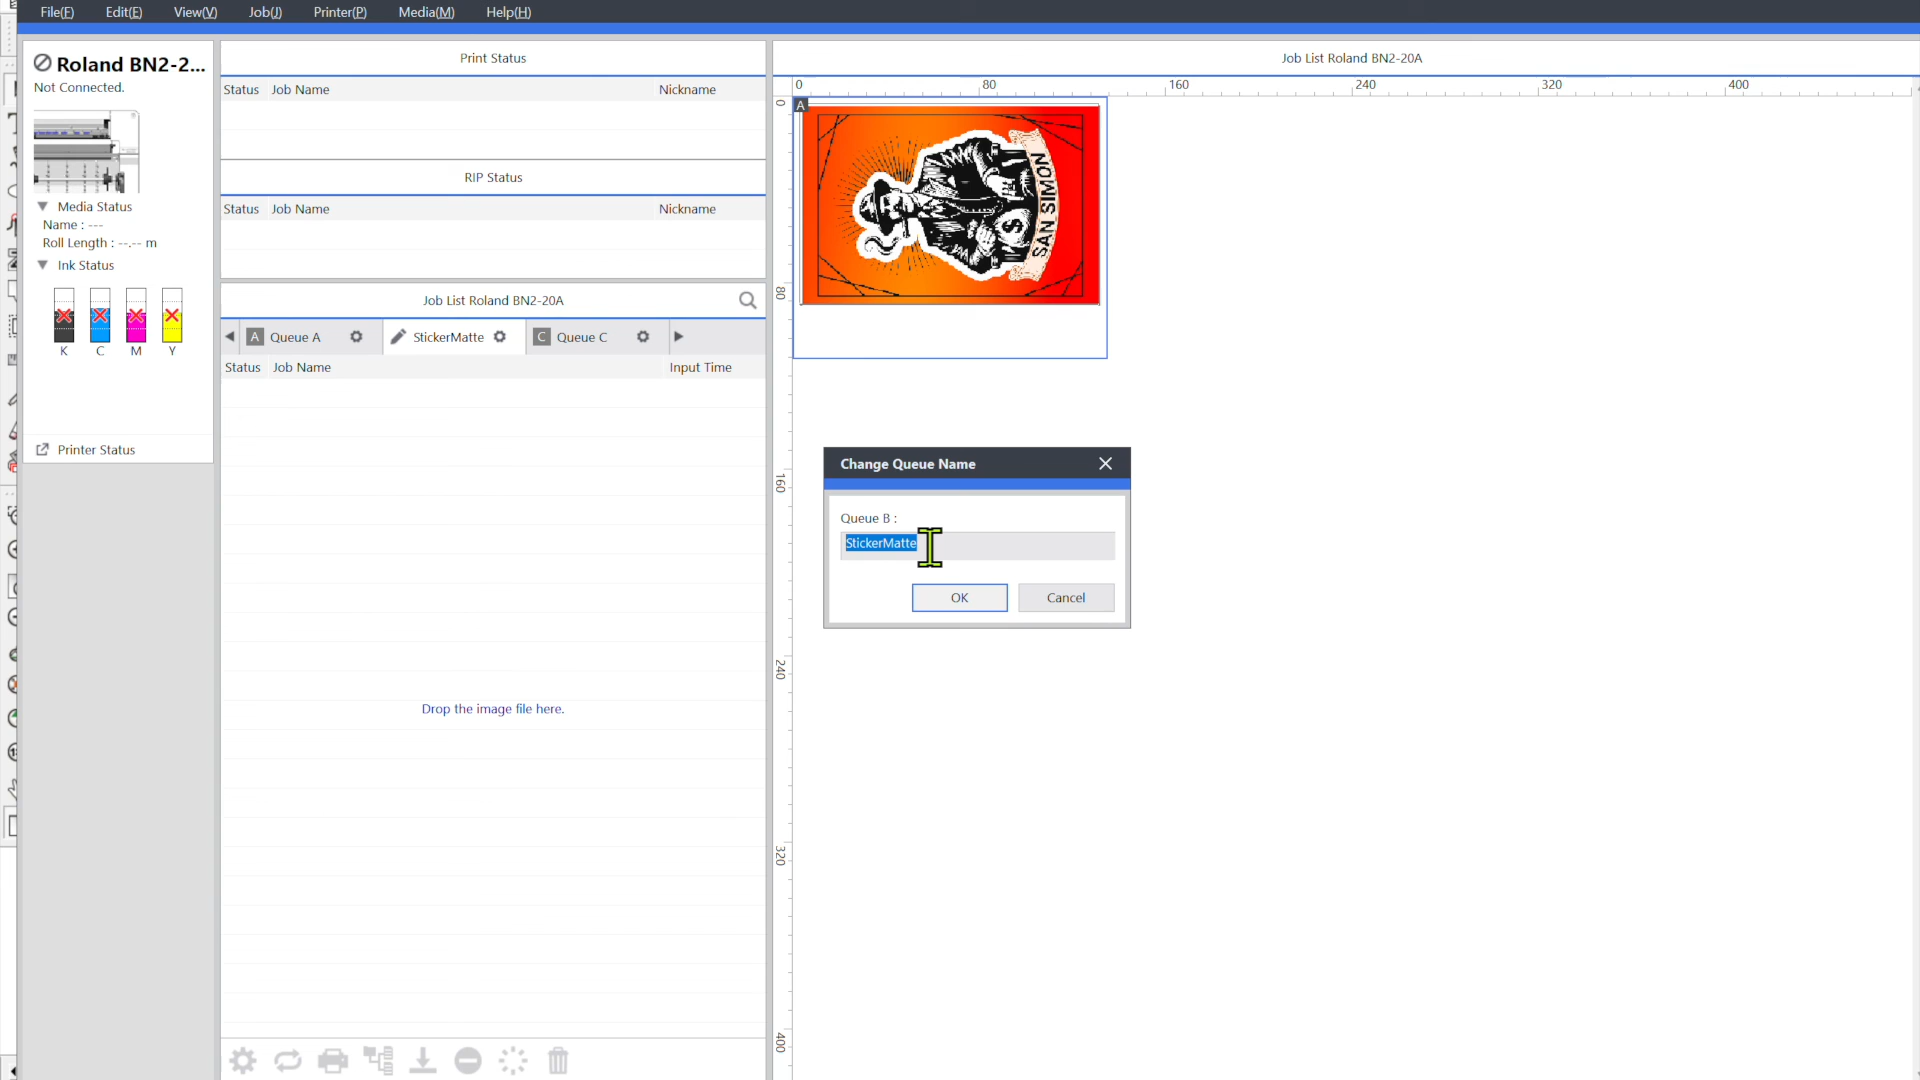 File(F) Edit(E) View(V) Job(J) Printer(P) Media(M) Help(H)
Roland BN2-2...
Not Connected.
Media Status
Name : ---
Roll Length : --.-- m
Ink Status
K C M Y
Printer Status
Print Status
Status Job Name Nickname
RIP Status
Status Job Name Nickname
Job List Roland BN2-20A
A Queue A StickerMatte C Queue C
Status Job Name Input Time
Drop the image file here.
Job List Roland BN2-20A
0 80 160 240 320 400
0
80
160
240
320
400
A
SAN SIMON
S
Change Queue Name
Queue B :
StickerMatte
OK Cancel